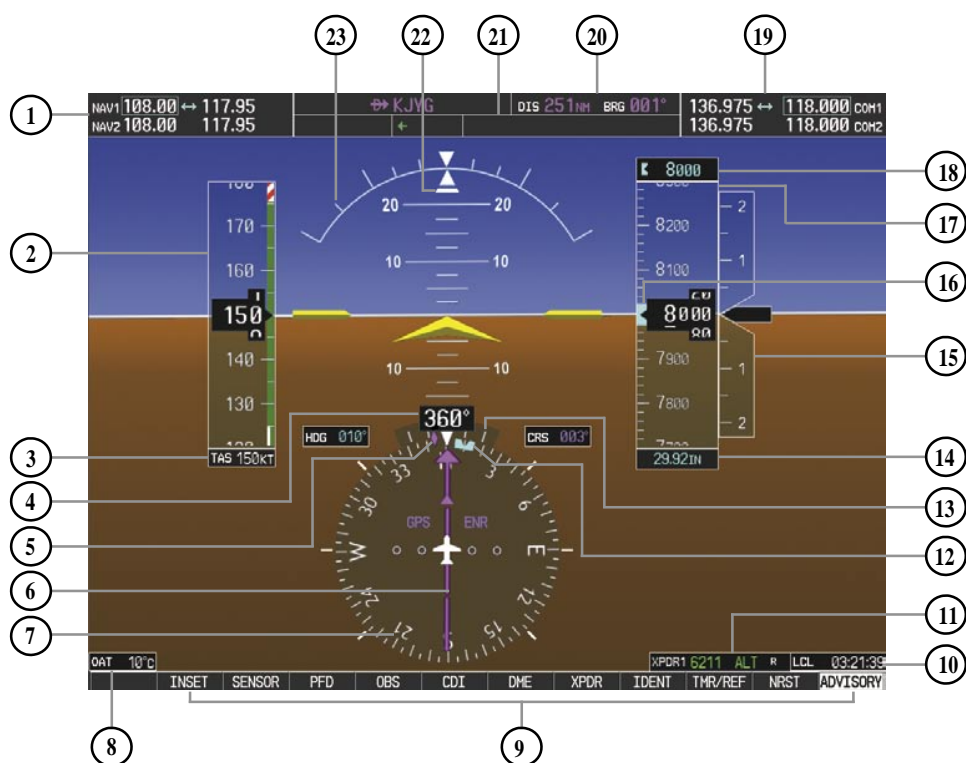 23 22 21 20 19
1 NAV1 108.00 ↔ 117.95 D→ KJYG DIS 251NM BRG 001° 136.975 ↔ 118.000 COM1
NAV2 108.00 117.95 ← 136.975 118.000 COM2
8000 18
2
170 20 20 8200 17
160 10 10 8100 1
16
150 8000
80
15
140 7900
10 10 1
130 7800
360° 2
3 TAS 150KT HDG 010° CRS 003° 29.92IN 14
4 33 3 13
30 6
5 GPS ENR 12
W E
6
24 12 11
7 21 S 15
OAT 10°C XPDR1 6211 ALT R LCL 03:21:39 10
INSET SENSOR PFD OBS CDI DME XPDR IDENT TMR/REF NRST ADVISORY
8 9